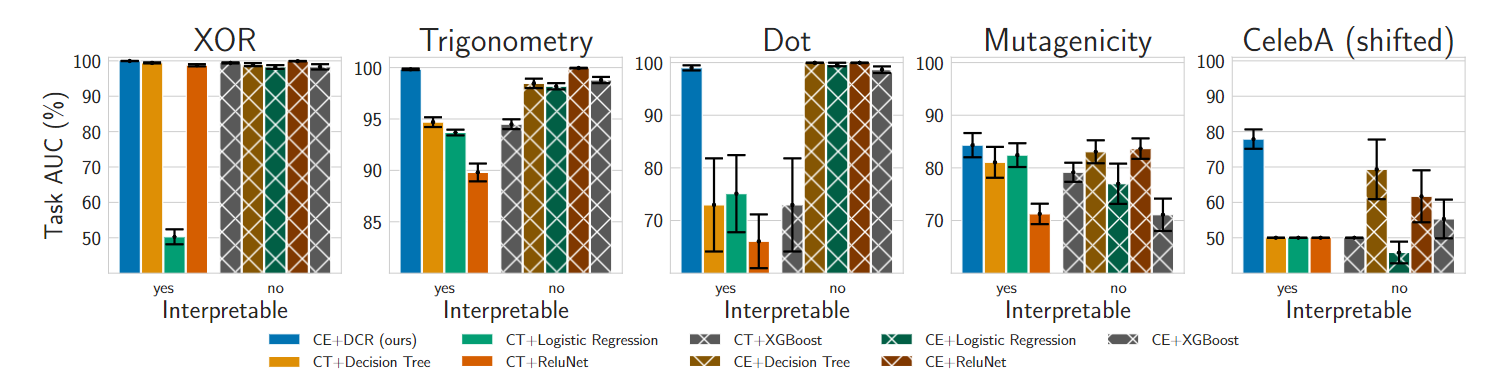 XOR Trigonometry Dot Mutagenicity CelebA (shifted)
Task AUC (%)
100
90
80
70
60
50
yes no
Interpretable
100
95
90
85
yes no
Interpretable
100
90
80
70
yes no
Interpretable
100
90
80
70
yes no
Interpretable
100
90
80
70
60
50
yes no
Interpretable
CE+DCR (ours) CT+Logistic Regression CT+XGBoost CE+Logistic Regression CE+XGBoost
CT+Decision Tree CT+ReluNet CE+Decision Tree CE+ReluNet